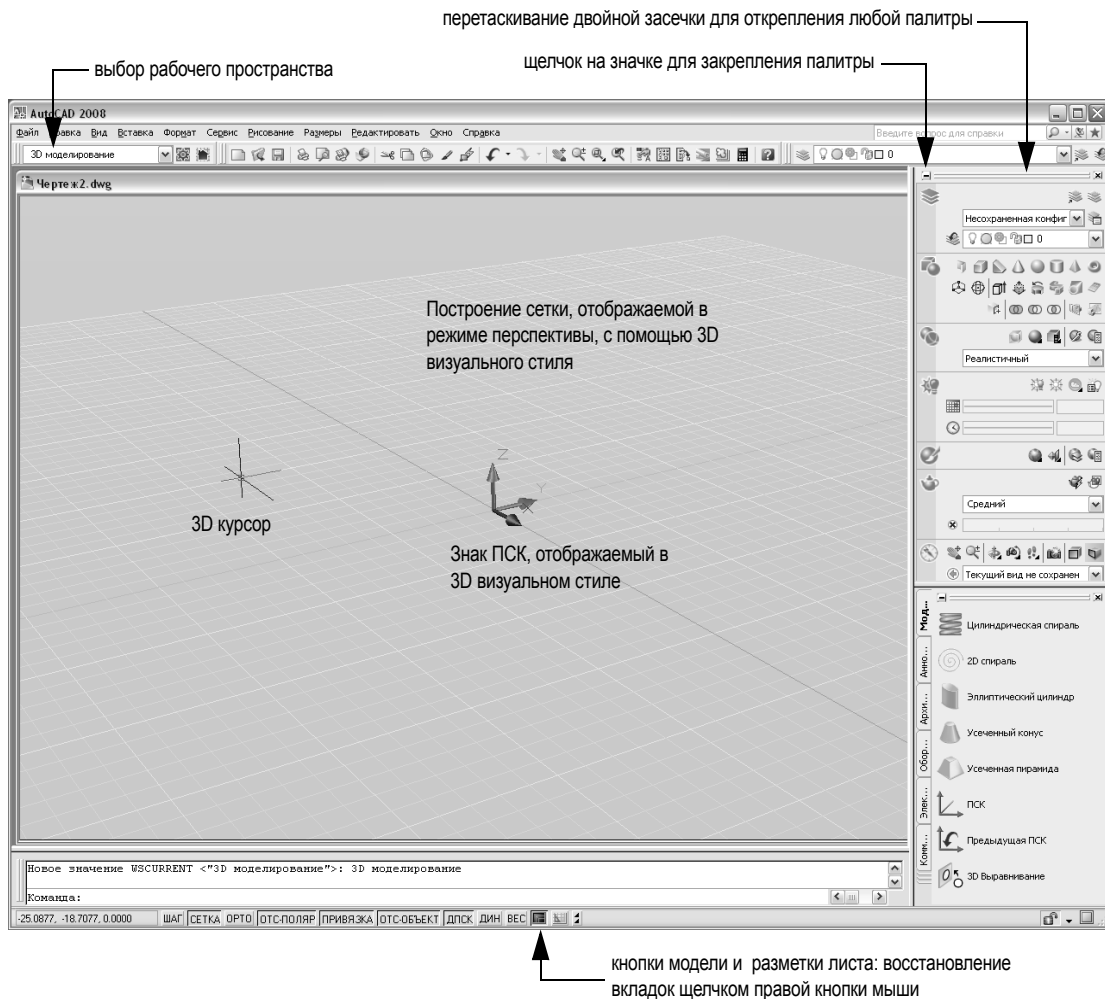 перетаскивание двойной засечки для открепления любой палитры
щелчок на значке для закрепления палитры
выбор рабочего пространства
AutoCAD 2008
Файл Правка Вид Вставка Формат Сервис Рисование Размеры Редактировать Окно Справка
Введите вопрос для справки
3D моделирование
0
Чертеж2.dwg
Несохраненная конфиг
0
Построение сетки, отображаемой в
режиме перспективы, с помощью 3D
визуального стиля
Реалистичный
Z
Y
X
3D курсор
Знак ПСК, отображаемый в
3D визуальном стиле
Средний
Текущий вид не сохранен
Мод...
Анно...
Архи...
Обор...
Элек...
Комм...
Цилиндрическая спираль
2D спираль
Эллиптический цилиндр
Усеченный конус
Усеченная пирамида
ПСК
Предыдущая ПСК
3D Выравнивание
Новое значение WSCURRENT <"3D моделирование">: 3D моделирование
Команда:
-25.0877, -18.7077, 0.0000 ШАГ СЕТКА ОРТО ОТС-ПОЛЯР ПРИВЯЗКА ОТС-ОБЪЕКТ ДПСК ДИН ВЕС
кнопки модели и разметки листа: восстановление
вкладок щелчком правой кнопки мыши